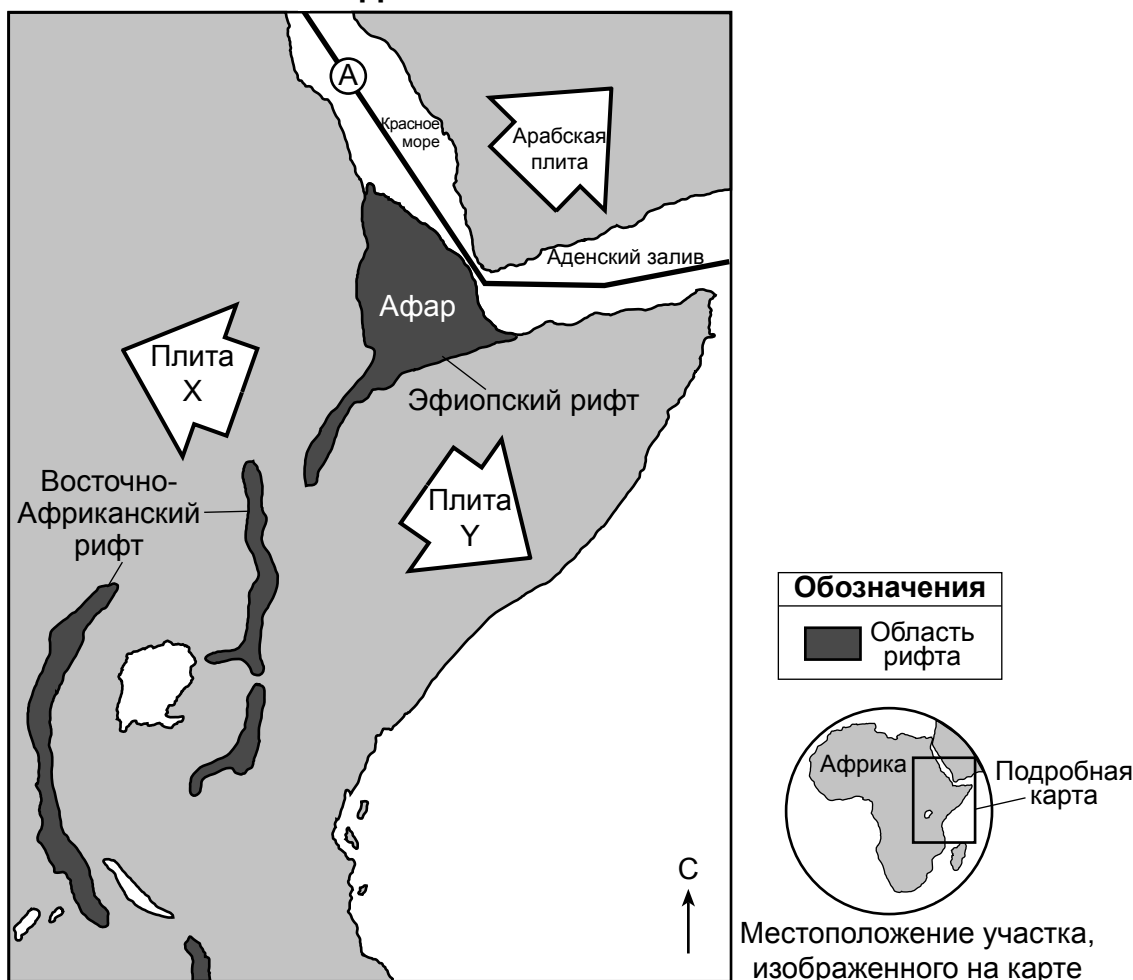 А
Красное
море
Арабская
плита
Аденский залив
Афар
Плита
X
Эфиопский рифт
Восточно-
Африканский
рифт
Плита
Y
Обозначения
Область
рифта
Африка
Подробная
карта
С
Местоположение участка,
изображенного на карте